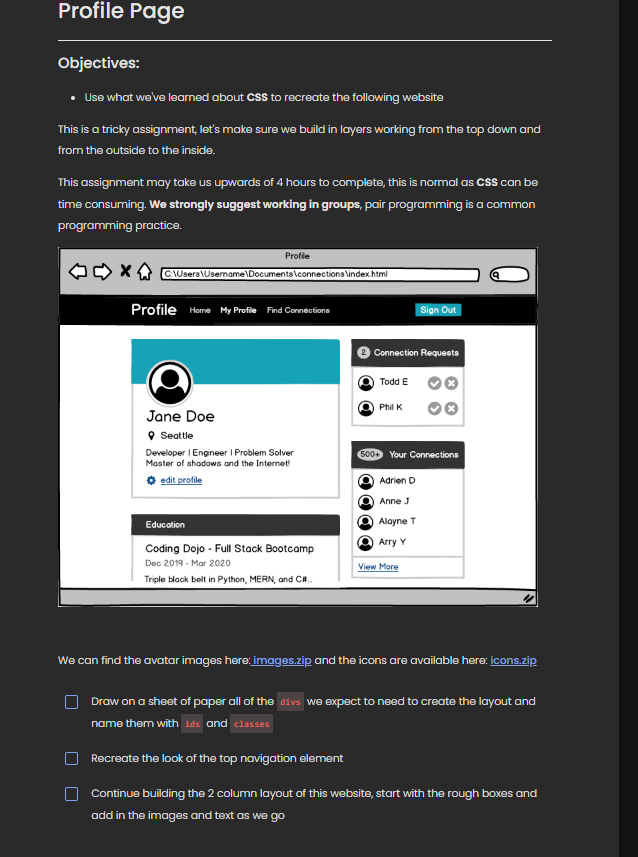 Profile Page
Objectives:
Use what we've learned about CSS to recreate the following website
This is a tricky assignment, let's make sure we build in layers working from the top down and
from the outside to the inside.
This assignment may take us upwards of 4 hours to complete, this is normal as CSS can be
time consuming. We strongly suggest working in groups, pair programming is a common
programming practice.
Profile
C:\Users\Username\Documents\connections\index.html
Profile Home My Profile Find Connections Sign Out
2 Connection Requests
Todd E
Phil K
Jane Doe
Seattle
Developer | Engineer | Problem Solver
Master of shadows and the Internet!
edit profile
500+ Your Connections
Adrien D
Anne J
Alayne T
Arry Y
View More
Education
Coding Dojo - Full Stack Bootcamp
Dec 2019 - Mar 2020
Triple black belt in Python, MERN, and C#..
We can find the avatar images here: images.zip and the icons are available here: icons.zip
Draw on a sheet of paper all of the divs we expect to need to create the layout and
name them with ids and classes
Recreate the look of the top navigation element
Continue building the 2 column layout of this website, start with the rough boxes and
add in the images and text as we go